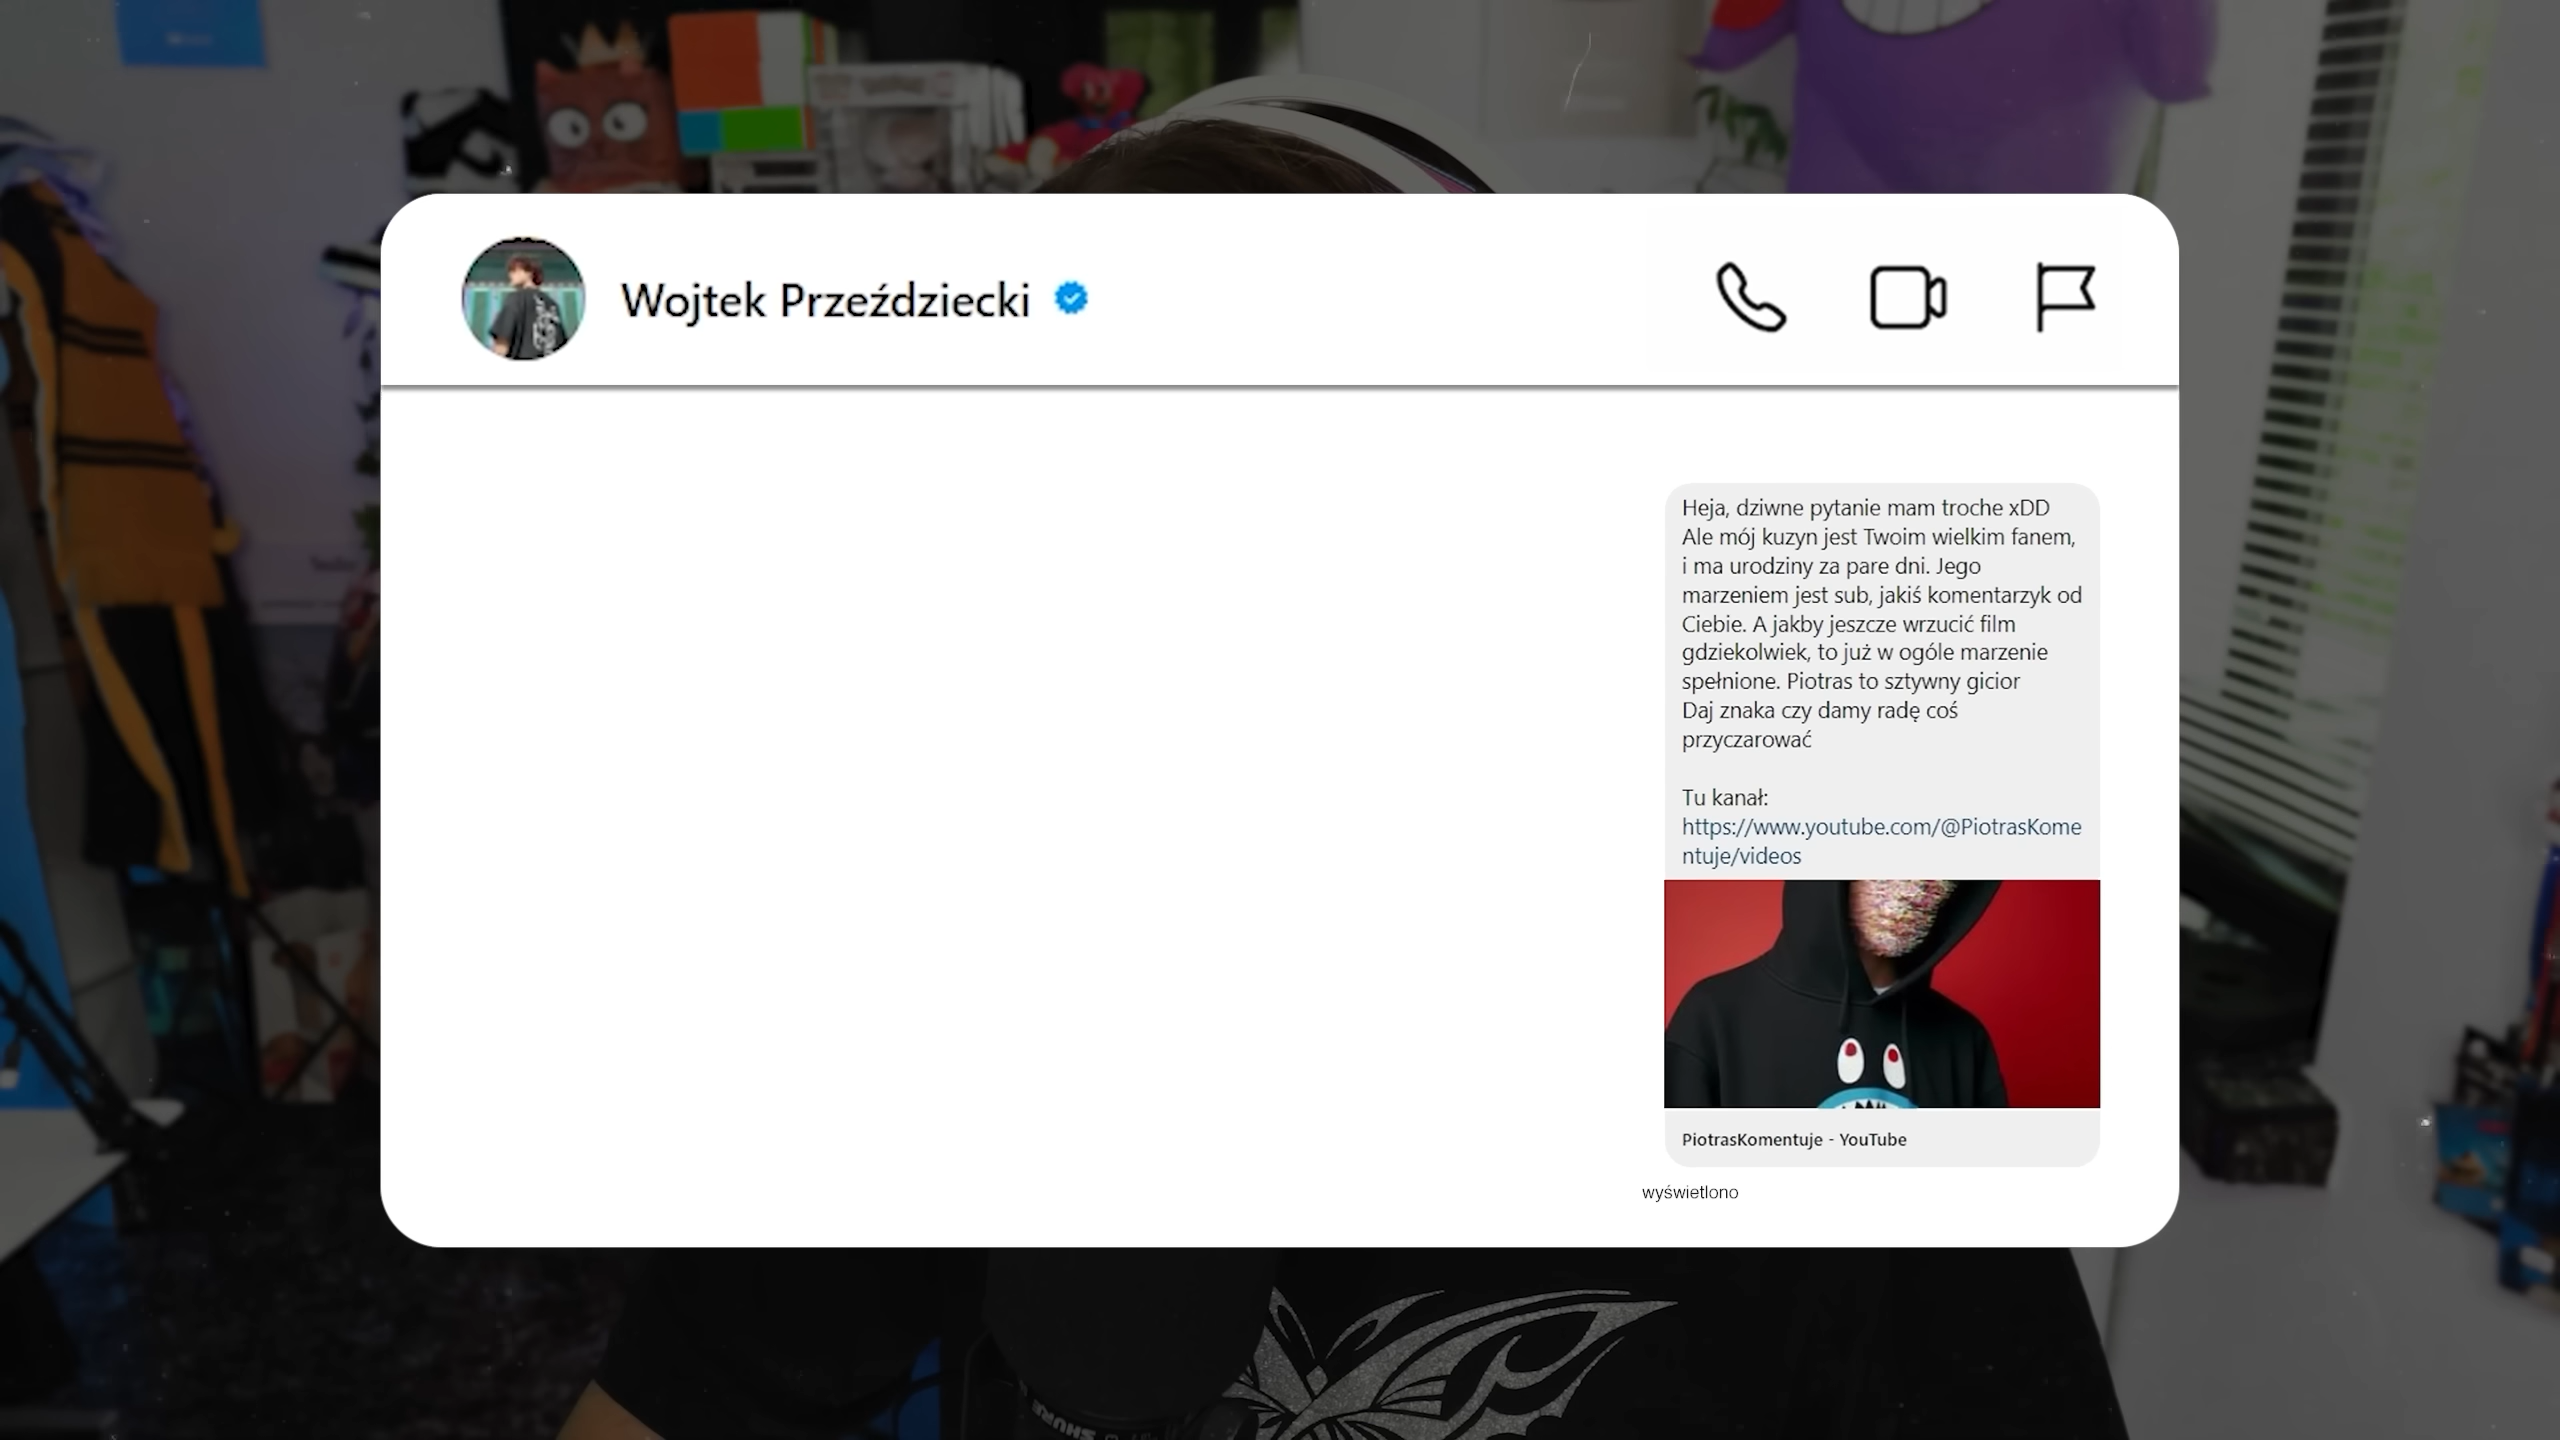 Wojtek Przeździecki
Heja, dziwne pytanie mam troche xDD
Ale mój kuzyn jest Twoim wielkim fanem,
i ma urodziny za pare dni. Jego
marzeniem jest sub, jakiś komentarzyk od
Ciebie. A jakby jeszcze wrzucić film
gdziekolwiek, to już w ogóle marzenie
spełnione. Piotras to sztywny gicior
Daj znaka czy damy radę coś
przyczarować
Tu kanał:
https://www.youtube.com/@PiotrasKome
ntuje/videos
PiotrasKomentuje - YouTube
wyświetlono
SHURE